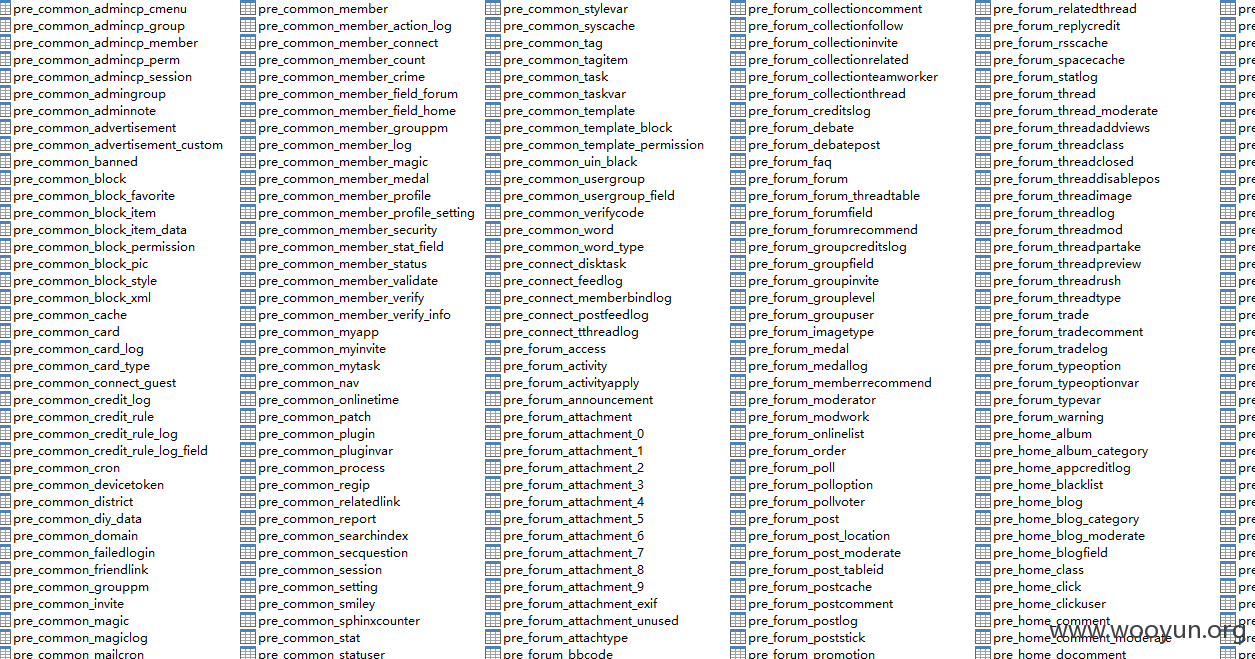 pre_common_admincp_cmenu
pre_common_admincp_group
pre_common_admincp_member
pre_common_admincp_perm
pre_common_admincp_session
pre_common_admingroup
pre_common_adminnote
pre_common_advertisement
pre_common_advertisement_custom
pre_common_banned
pre_common_block
pre_common_block_favorite
pre_common_block_item
pre_common_block_item_data
pre_common_block_permission
pre_common_block_pic
pre_common_block_style
pre_common_block_xml
pre_common_cache
pre_common_card
pre_common_card_log
pre_common_card_type
pre_common_connect_guest
pre_common_credit_log
pre_common_credit_rule
pre_common_credit_rule_log
pre_common_credit_rule_log_field
pre_common_cron
pre_common_devicetoken
pre_common_district
pre_common_diy_data
pre_common_domain
pre_common_failedlogin
pre_common_friendlink
pre_common_grouppm
pre_common_invite
pre_common_magic
pre_common_magiclog
pre_common_mailcron
pre_common_member
pre_common_member_action_log
pre_common_member_connect
pre_common_member_count
pre_common_member_crime
pre_common_member_field_forum
pre_common_member_field_home
pre_common_member_grouppm
pre_common_member_log
pre_common_member_magic
pre_common_member_medal
pre_common_member_profile
pre_common_member_profile_setting
pre_common_member_security
pre_common_member_stat_field
pre_common_member_status
pre_common_member_validate
pre_common_member_verify
pre_common_member_verify_info
pre_common_myapp
pre_common_myinvite
pre_common_mytask
pre_common_nav
pre_common_onlinetime
pre_common_patch
pre_common_plugin
pre_common_pluginvar
pre_common_process
pre_common_regip
pre_common_relatedlink
pre_common_report
pre_common_searchindex
pre_common_secquestion
pre_common_session
pre_common_setting
pre_common_smiley
pre_common_sphinxcounter
pre_common_stat
pre_common_statuser
pre_common_stylevar
pre_common_syscache
pre_common_tag
pre_common_tagitem
pre_common_task
pre_common_taskvar
pre_common_template
pre_common_template_block
pre_common_template_permission
pre_common_uin_black
pre_common_usergroup
pre_common_usergroup_field
pre_common_verifycode
pre_common_word
pre_common_word_type
pre_connect_disktask
pre_connect_feedlog
pre_connect_memberbindlog
pre_connect_postfeedlog
pre_connect_tthreadlog
pre_forum_access
pre_forum_activity
pre_forum_activityapply
pre_forum_announcement
pre_forum_attachment
pre_forum_attachment_0
pre_forum_attachment_1
pre_forum_attachment_2
pre_forum_attachment_3
pre_forum_attachment_4
pre_forum_attachment_5
pre_forum_attachment_6
pre_forum_attachment_7
pre_forum_attachment_8
pre_forum_attachment_9
pre_forum_attachment_exif
pre_forum_attachment_unused
pre_forum_attachtype
pre_forum_bbcode
pre_forum_collectioncomment
pre_forum_collectionfollow
pre_forum_collectioninvite
pre_forum_collectionrelated
pre_forum_collectionteamworker
pre_forum_collectionthread
pre_forum_creditslog
pre_forum_debate
pre_forum_debatepost
pre_forum_faq
pre_forum_forum
pre_forum_forum_threadtable
pre_forum_forumfield
pre_forum_forumrecommend
pre_forum_groupcreditslog
pre_forum_groupfield
pre_forum_groupinvite
pre_forum_grouplevel
pre_forum_groupuser
pre_forum_imagetype
pre_forum_medal
pre_forum_medallog
pre_forum_memberrecommend
pre_forum_moderator
pre_forum_modwork
pre_forum_onlinelist
pre_forum_order
pre_forum_poll
pre_forum_polloption
pre_forum_pollvoter
pre_forum_post
pre_forum_post_location
pre_forum_post_moderate
pre_forum_post_tableid
pre_forum_postcache
pre_forum_postcomment
pre_forum_postlog
pre_forum_poststick
pre_forum_promotion
pre_forum_relatedthread
pre_forum_replycredit
pre_forum_rsscache
pre_forum_spacecache
pre_forum_statlog
pre_forum_thread
pre_forum_thread_moderate
pre_forum_threadaddviews
pre_forum_threadclass
pre_forum_threadclosed
pre_forum_threaddisablepos
pre_forum_threadimage
pre_forum_threadlog
pre_forum_threadmod
pre_forum_threadpartake
pre_forum_threadpreview
pre_forum_threadrush
pre_forum_threadtype
pre_forum_trade
pre_forum_tradecomment
pre_forum_tradelog
pre_forum_typeoption
pre_forum_typeoptionvar
pre_forum_typevar
pre_forum_warning
pre_home_album
pre_home_album_category
pre_home_appcreditlog
pre_home_blacklist
pre_home_blog
pre_home_blog_category
pre_home_blog_moderate
pre_home_blogfield
pre_home_class
pre_home_click
pre_home_clickuser
pre_home_comment
pre_home_comment_moderate
pre_home_docomment
www.wooyun.org